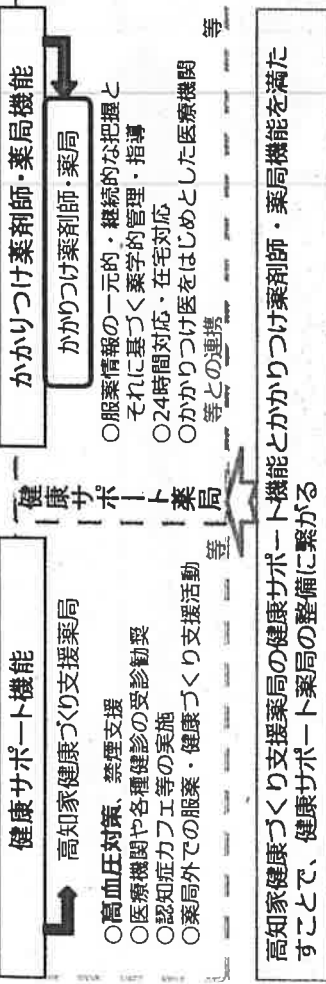 健康サポート機能
高知家健康づくり支援薬局
○高血圧対策、禁煙支援
○医療機関や各種健診の受診勧奨
○認知症カフェ等の実施
○薬局外での服薬・健康づくり支援活動
等
健康サポート薬局
かかりつけ薬剤師・薬局機能
かかりつけ薬剤師・薬局
○服薬情報の一元的・継続的な把握と
それに基づく薬学的管理・指導
○24時間対応・在宅対応
○かかりつけ医をはじめとした医療機関
等との連携
等
高知家健康づくり支援薬局の健康サポート機能とかかりつけ薬剤師・薬局機能を満た
すことで、健康サポート薬局の整備に繋がる